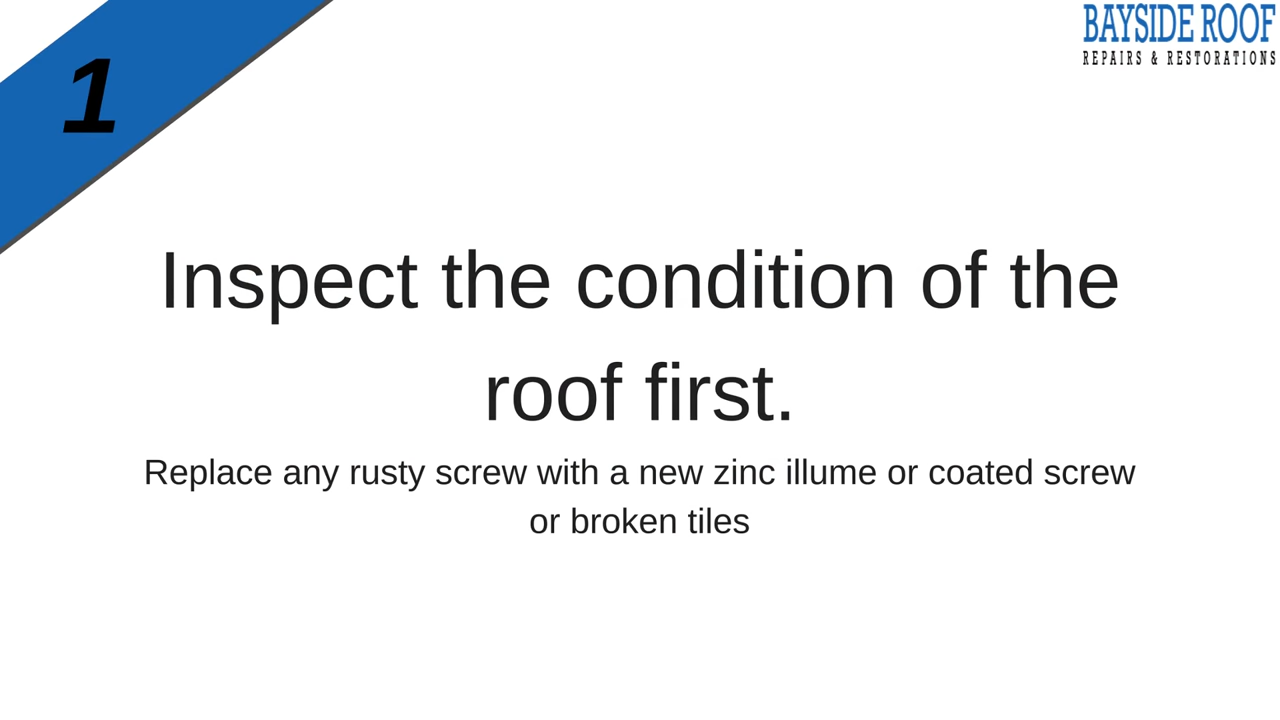 1
BAYSIDE ROOF
REPAIRS & RESTORATIONS
Inspect the condition of the
roof first.
Replace any rusty screw with a new zinc illume or coated screw
or broken tiles